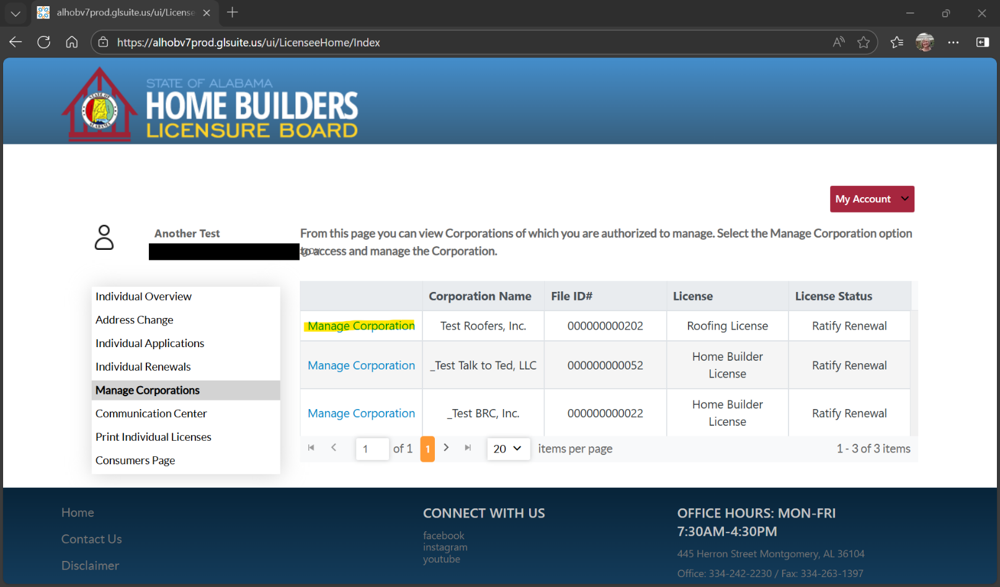 alhobv7prod.glsuite.us/ui/License
https://alhobv7prod.glsuite.us/ui/LicenseeHome/Index
STATE OF ALABAMA
HOME BUILDERS
LICENSURE BOARD
My Account
Another Test
From this page you can view Corporations of which you are authorized to manage. Select the Manage Corporation option
to access and manage the Corporation.
Individual Overview
Address Change
Individual Applications
Individual Renewals
Manage Corporations
Communication Center
Print Individual Licenses
Consumers Page
Corporation Name File ID# License License Status
Manage Corporation Test Roofers, Inc. 000000000202 Roofing License Ratify Renewal
Manage Corporation _Test Talk to Ted, LLC 000000000052 Home Builder License Ratify Renewal
Manage Corporation _Test BRC, Inc. 000000000022 Home Builder License Ratify Renewal
1 of 1 1 20 items per page 1 - 3 of 3 items
Home
Contact Us
Disclaimer
CONNECT WITH US
facebook
instagram
youtube
OFFICE HOURS: MON-FRI
7:30AM-4:30PM
445 Herron Street Montgomery, AL 36104
Office: 334-242-2230 / Fax: 334-263-1397